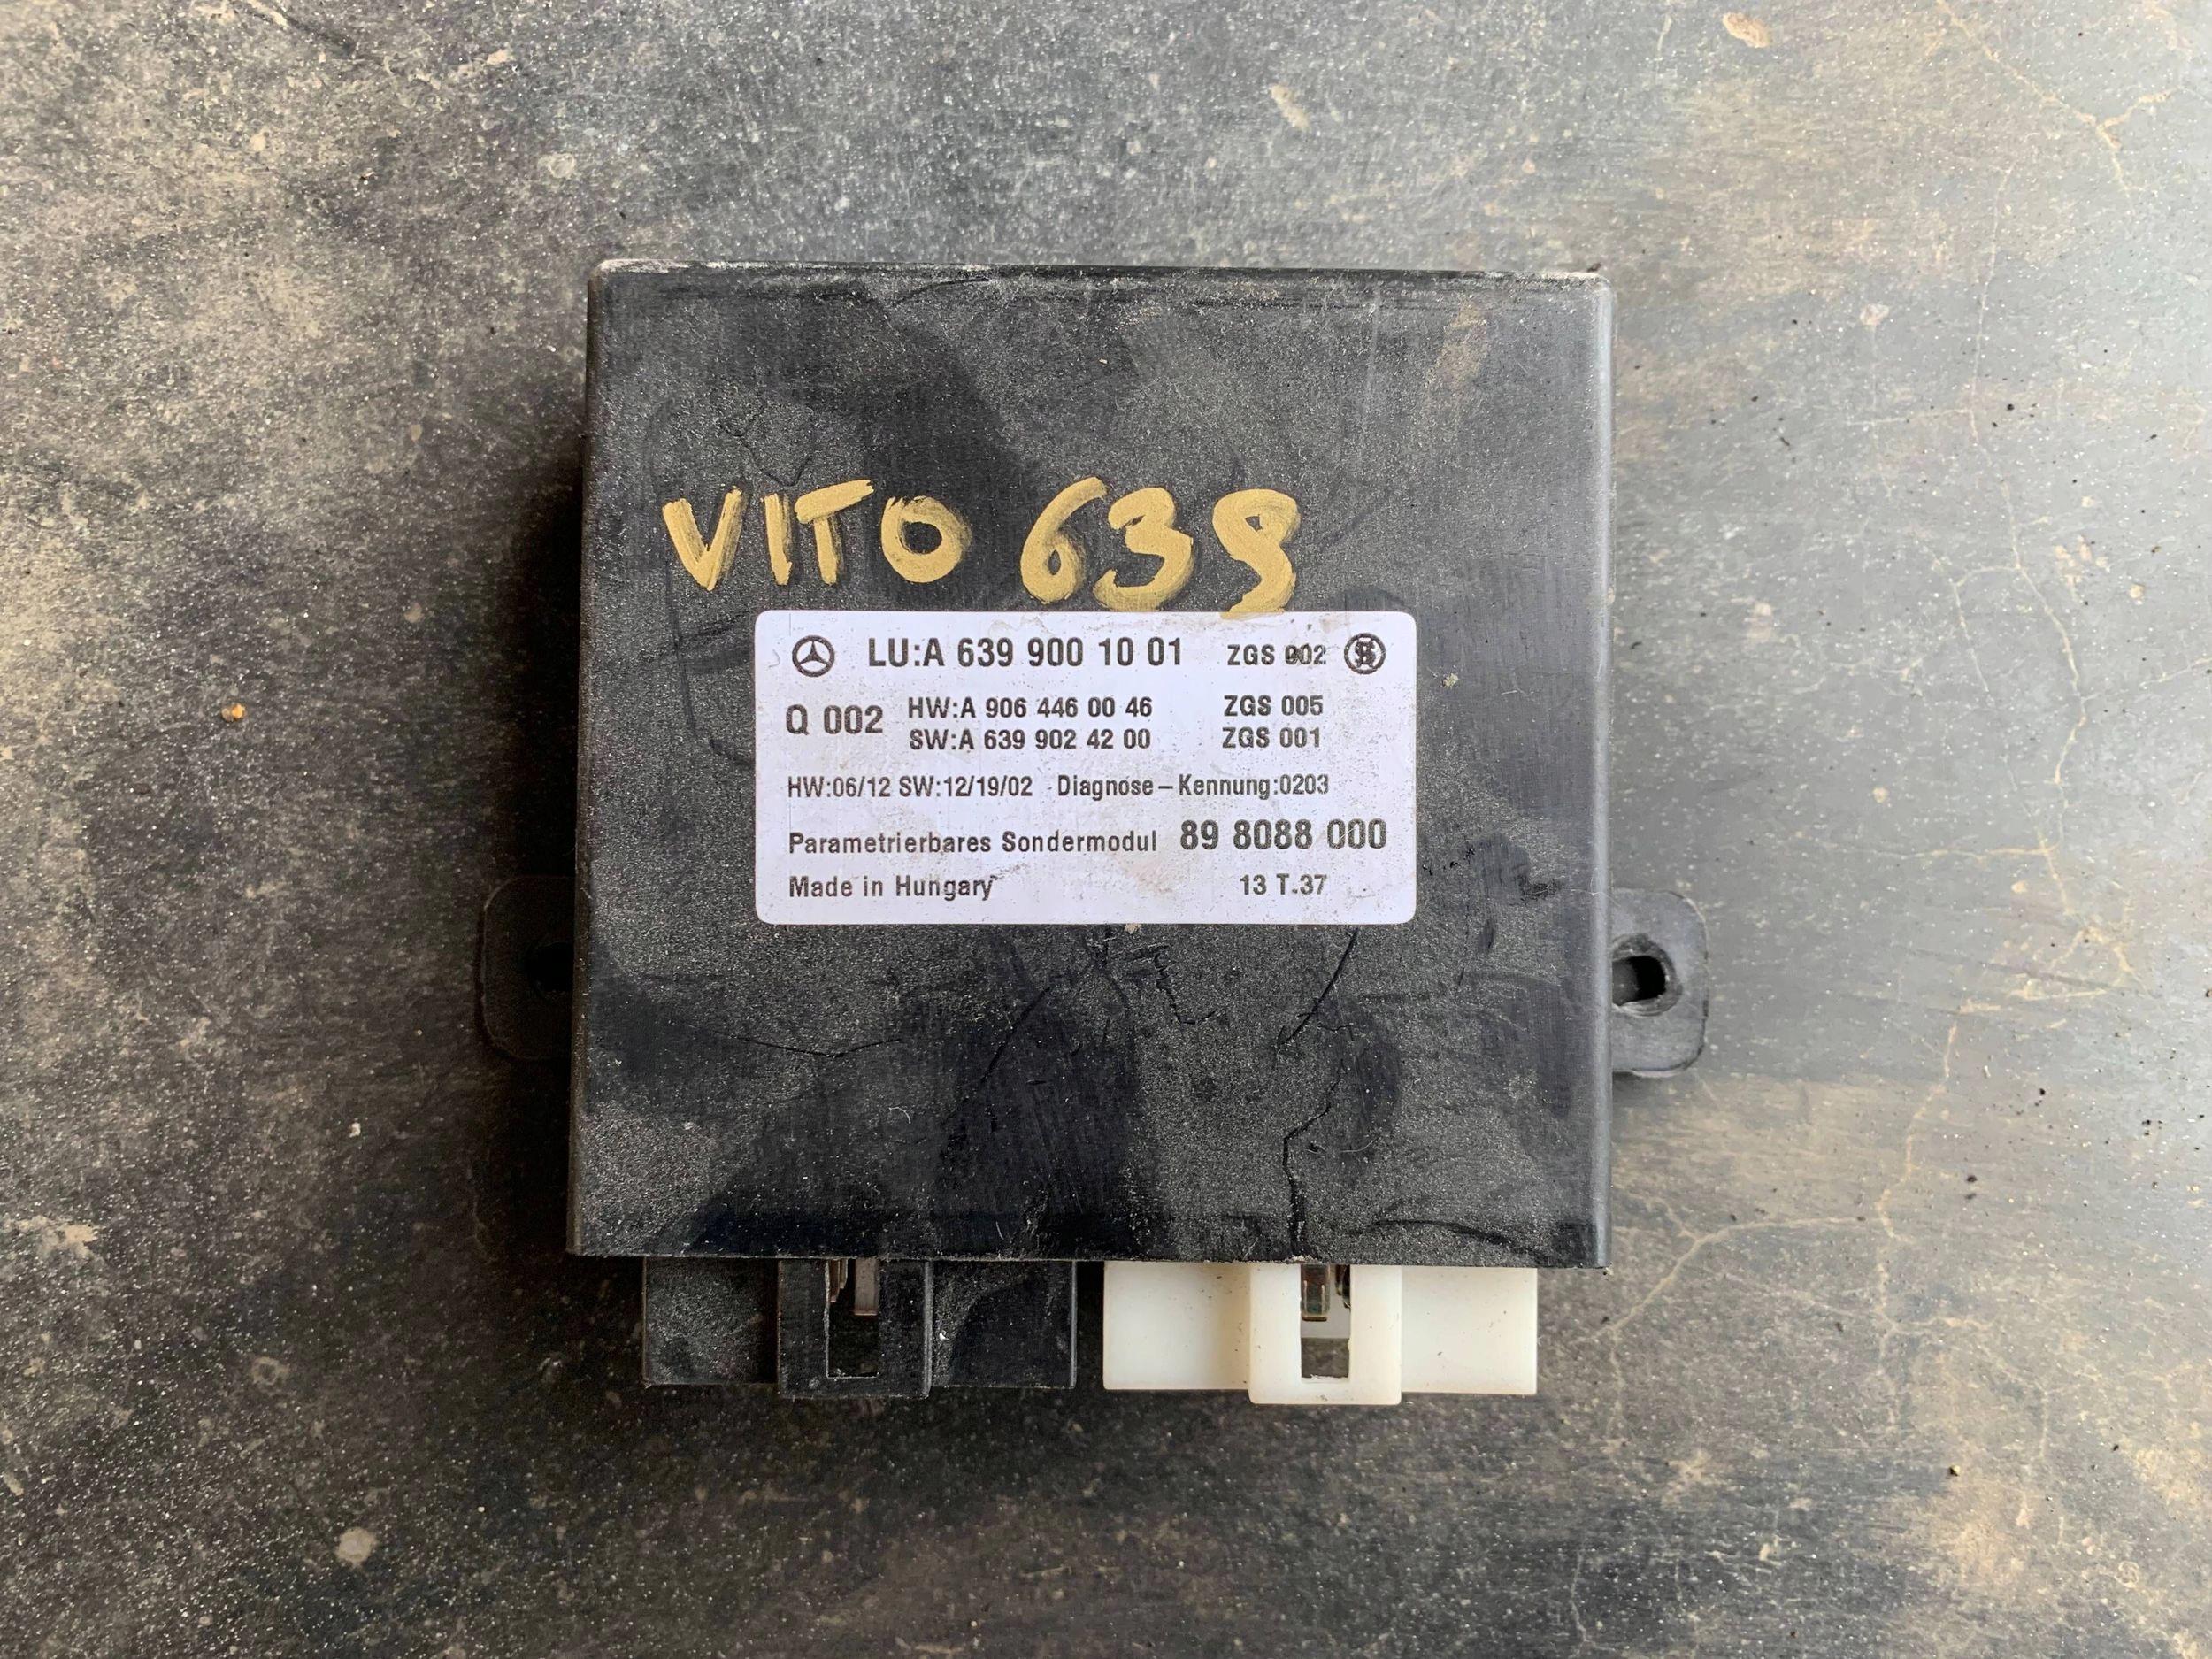 VITO 639
LU:A 639 900 10 01 ZGS 002
Q 002 HW:A 906 446 00 46 ZGS 005
SW:A 639 902 42 00 ZGS 001
HW:06/12 SW:12/19/02 Diagnose-Kennung:0203
Parametrierbares Sondermodul 89 8088 000
Made in Hungary 13 T.37